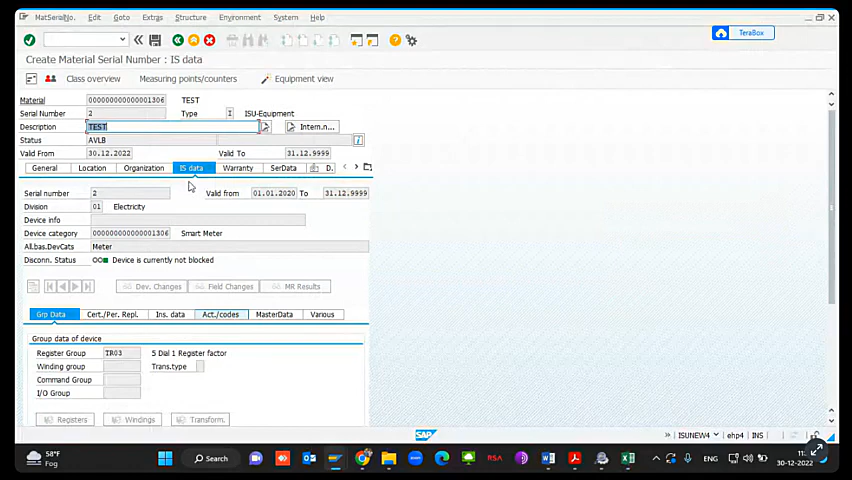 MatSerialNo. Edit Goto Extras Structure Environment System Help
TeraBox
Create Material Serial Number : IS data
Class overview Measuring points/counters Equipment view
Material 000000000000001306 TEST
Serial Number 2 Type I ISU-Equipment
Description TEST Intern.n...
Status AVLB
Valid From 30.12.2022 Valid To 31.12.9999
General Location Organization IS data Warranty SerData D.
Serial number 2 Valid from 01.01.2020 To 31.12.9999
Division 01 Electricity
Device info
Device category 000000000000001306 Smart Meter
All.bas.DevCats Meter
Disconn. Status Device is currently not blocked
Dev. Changes Field Changes MR Results
Grp Data Cert./Per. Repl. Ins. data Act./codes MasterData Various
Group data of device
Register Group TR03 5 Dial 1 Register factor
Winding group Trans.type
Command Group
I/O Group
Registers Windings Transform.
SAP
ISUNEW4 ehp4 INS
58°F
Fog
Search
RSA
ENG
30-12-2022